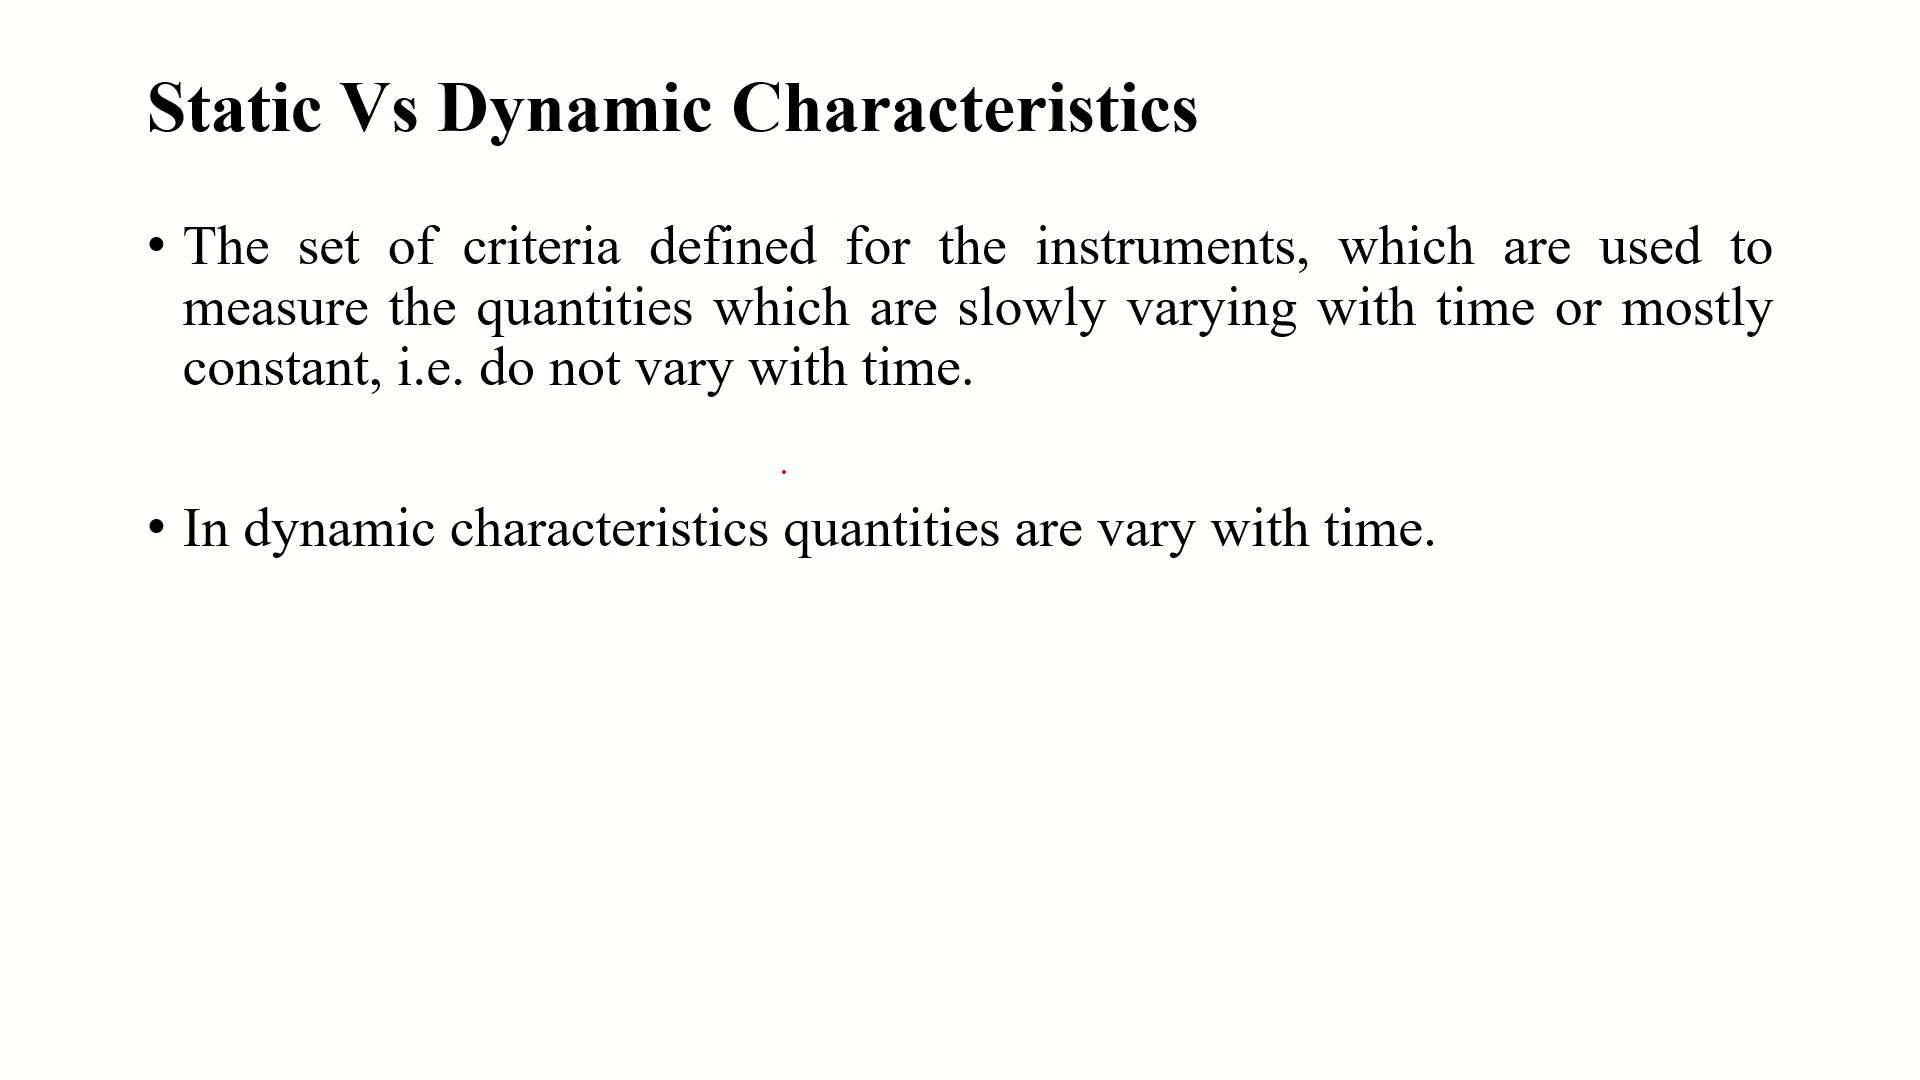 Static Vs Dynamic Characteristics
• The set of criteria defined for the instruments, which are used to
measure the quantities which are slowly varying with time or mostly
constant, i.e. do not vary with time.
• In dynamic characteristics quantities are vary with time.